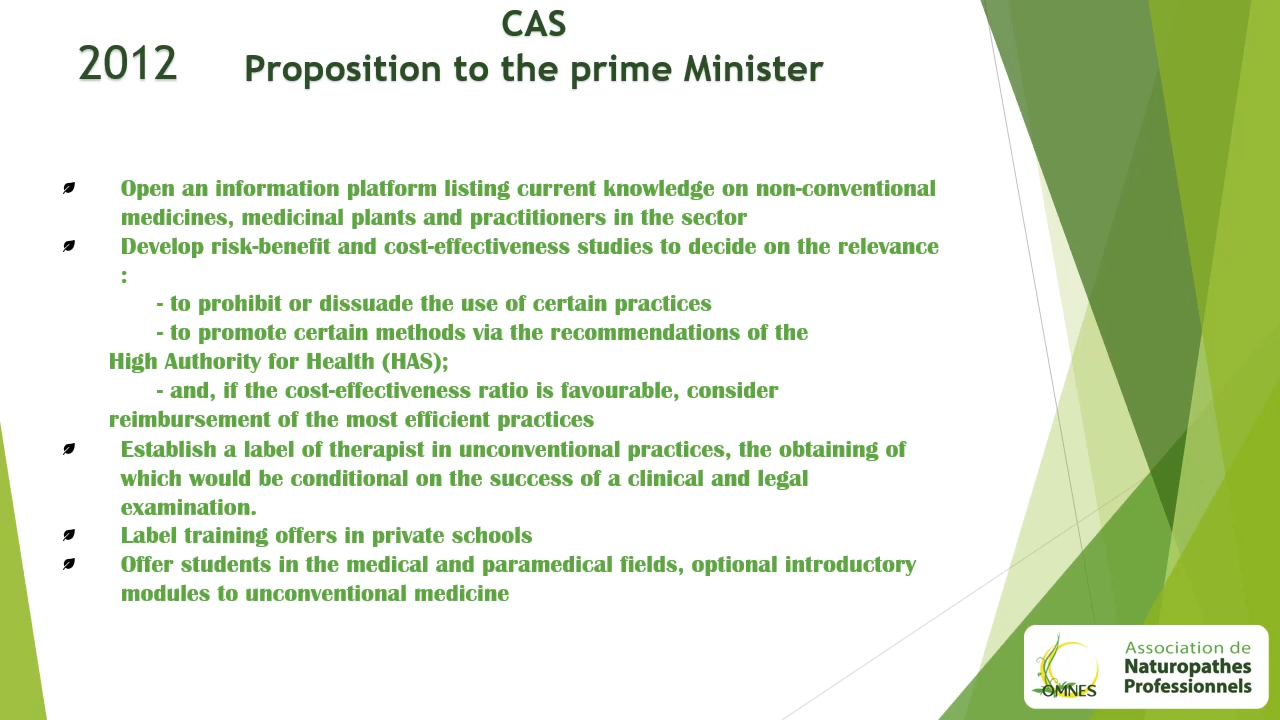 CAS
2012 Proposition to the prime Minister
Open an information platform listing current knowledge on non-conventional
medicines, medicinal plants and practitioners in the sector
Develop risk-benefit and cost-effectiveness studies to decide on the relevance
:
- to prohibit or dissuade the use of certain practices
- to promote certain methods via the recommendations of the
High Authority for Health (HAS);
- and, if the cost-effectiveness ratio is favourable, consider
reimbursement of the most efficient practices
Establish a label of therapist in unconventional practices, the obtaining of
which would be conditional on the success of a clinical and legal
examination.
Label training offers in private schools
Offer students in the medical and paramedical fields, optional introductory
modules to unconventional medicine
OMNES
Association de
Naturopathes
Professionnels